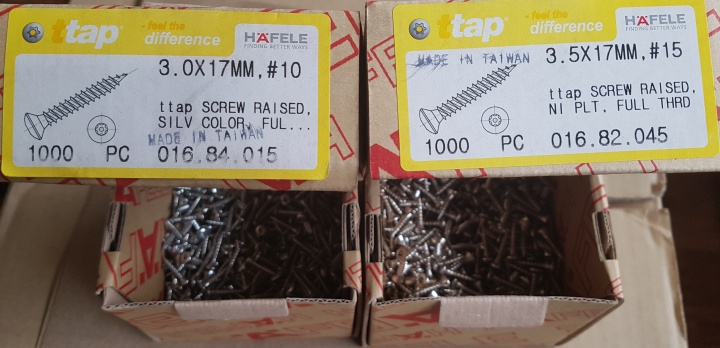 ttap
- feel the
difference
HÄFELE
FINDING BETTER WAYS
3.0X17MM,#10
ttap SCREW RAISED,
SILV COLOR, FUL...
MADE IN TAIWAN
1000 PC 016.84.015
ttap
- feel the
difference
HÄFELE
FINDING BETTER WAYS
MADE IN TAIWAN
3.5X17MM,#15
ttap SCREW RAISED,
NI PLT. FULL THRD
1000 PC 016.82.045